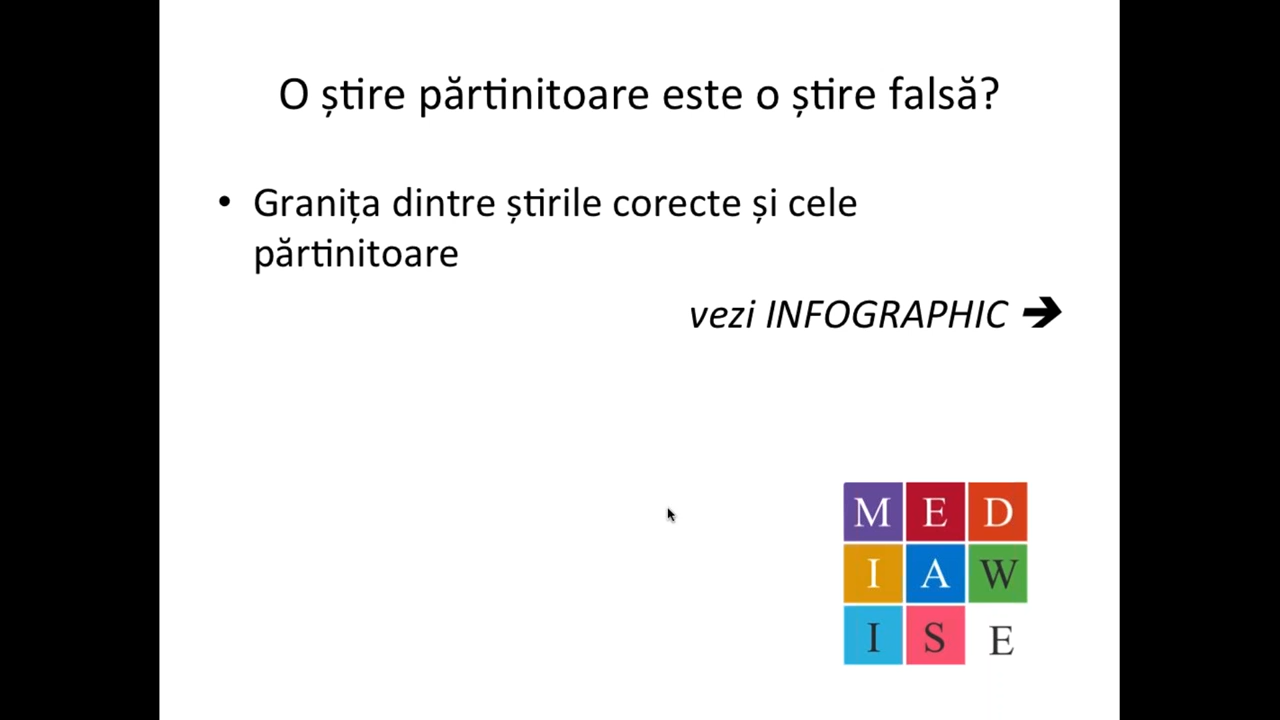 O știre părtinitoare este o știre falsă?
• Granița dintre știrile corecte și cele
părtinitoare
vezi INFOGRAPHIC ➔
M E D
I A W
I S E